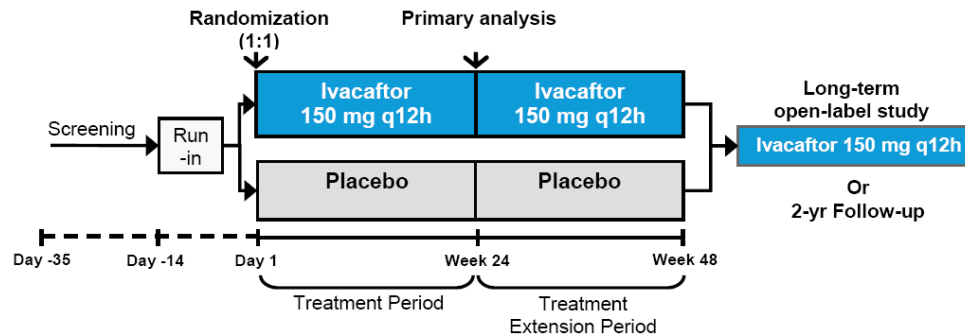 Randomization
(1:1)
Primary analysis
Screening
Run
-in
Ivacaftor
150 mg q12h
Ivacaftor
150 mg q12h
Placebo
Placebo
Long-term
open-label study
Ivacaftor 150 mg q12h
Or
2-yr Follow-up
Day -35
Day -14
Day 1
Week 24
Week 48
Treatment Period
Treatment
Extension Period